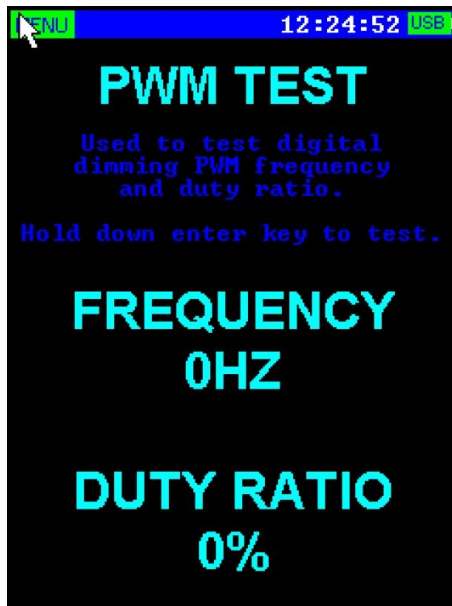 MENU 12:24:52 USB
PWM TEST
Used to test digital
dimming PWM frequency
and duty ratio.
Hold down enter key to test.
FREQUENCY
0HZ
DUTY RATIO
0%